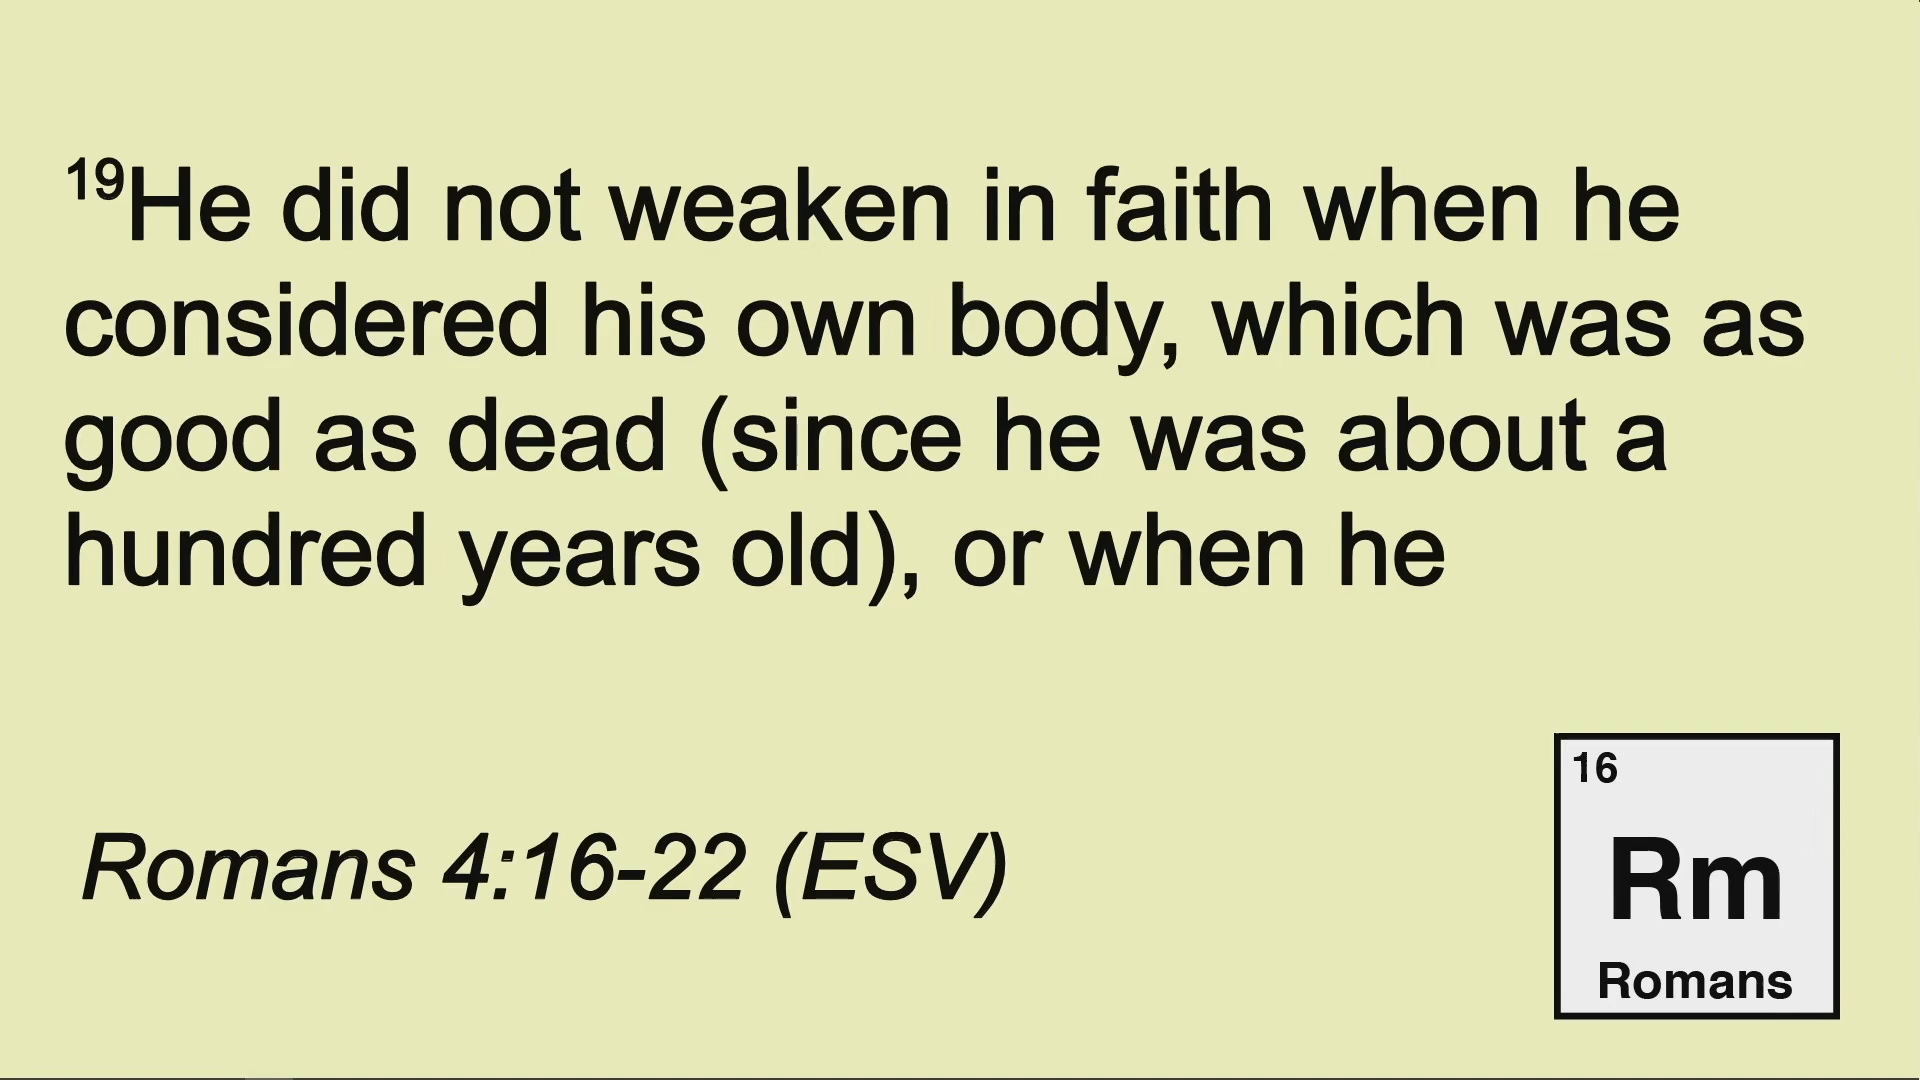 19He did not weaken in faith when he
considered his own body, which was as
good as dead (since he was about a
hundred years old), or when he
Romans 4:16-22 (ESV)
16
Rm
Romans